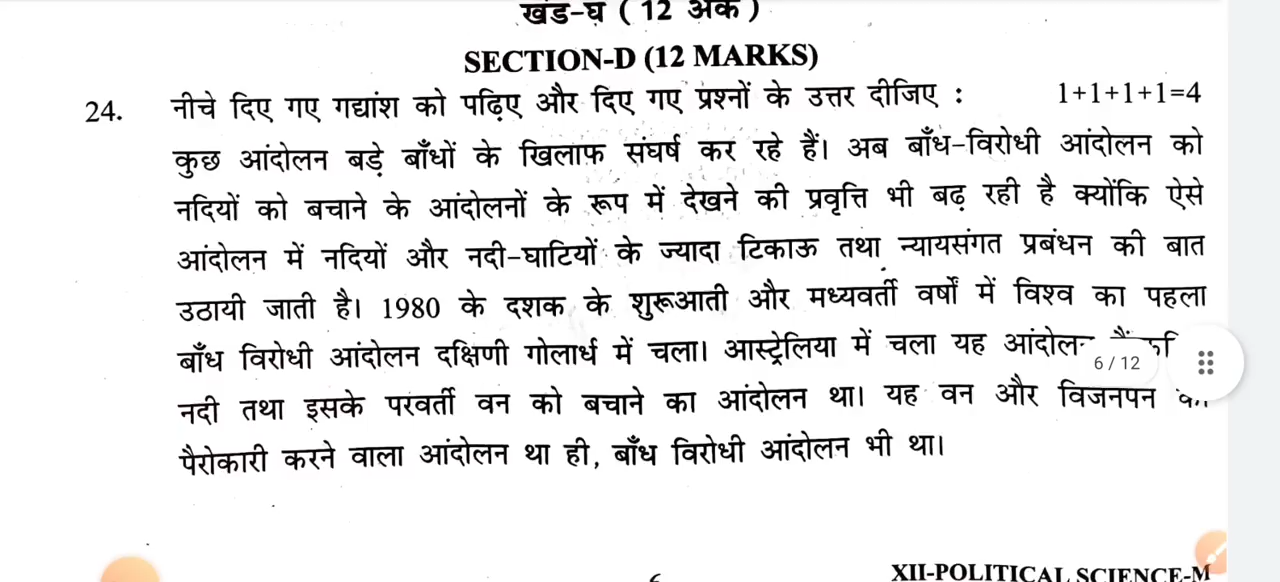 खंड-घ ( 12 अंक )
SECTION-D (12 MARKS)
24. नीचे दिए गए गद्यांश को पढ़िए और दिए गए प्रश्नों के उत्तर दीजिए : 1+1+1+1=4
कुछ आंदोलन बड़े बाँधों के खिलाफ़ संघर्ष कर रहे हैं। अब बाँध-विरोधी आंदोलन को
नदियों को बचाने के आंदोलनों के रूप में देखने की प्रवृत्ति भी बढ़ रही है क्योंकि ऐसे
आंदोलन में नदियों और नदी-घाटियों के ज्यादा टिकाऊ तथा न्यायसंगत प्रबंधन की बात
उठायी जाती है। 1980 के दशक के शुरूआती और मध्यवर्ती वर्षों में विश्व का पहला
बाँध विरोधी आंदोलन दक्षिणी गोलार्ध में चला। आस्ट्रेलिया में चला यह
6 / 12
नदी तथा इसके परवर्ती वन को बचाने का आंदोलन था। यह वन और विजनपन
पैरोकारी करने वाला आंदोलन था ही, बाँध विरोधी आंदोलन भी था।
XII-POLITICAL SCIENCE-M